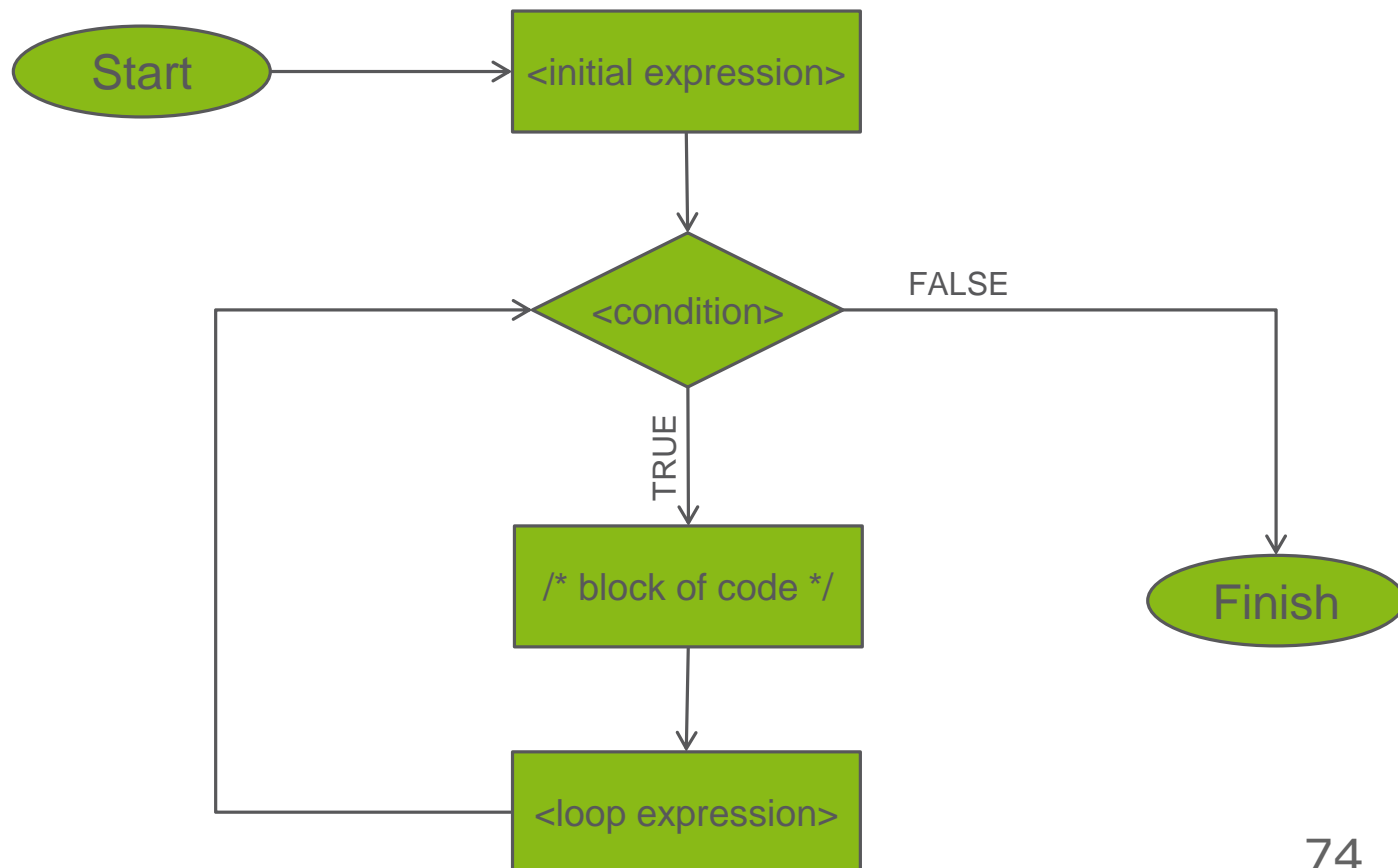 Start
<initial expression>
<condition>
FALSE
TRUE
/* block of code */
Finish
<loop expression>
74